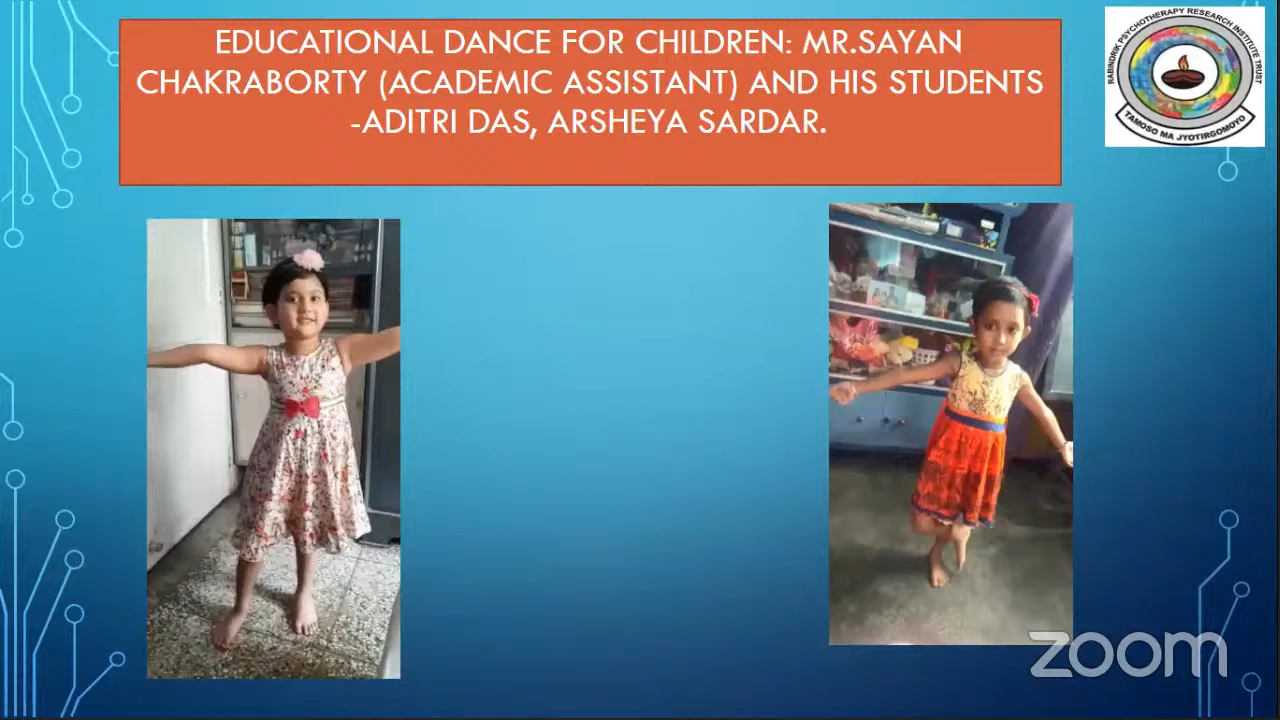 EDUCATIONAL DANCE FOR CHILDREN: MR.SAYAN
CHAKRABORTY (ACADEMIC ASSISTANT) AND HIS STUDENTS
-ADITRI DAS, ARSHEYA SARDAR.
RABINDRIK PSYCHOTHERAPY RESEARCH INSTITUTE TRUST
TAMOSO MA JYOTIRGOMOYO
zoom